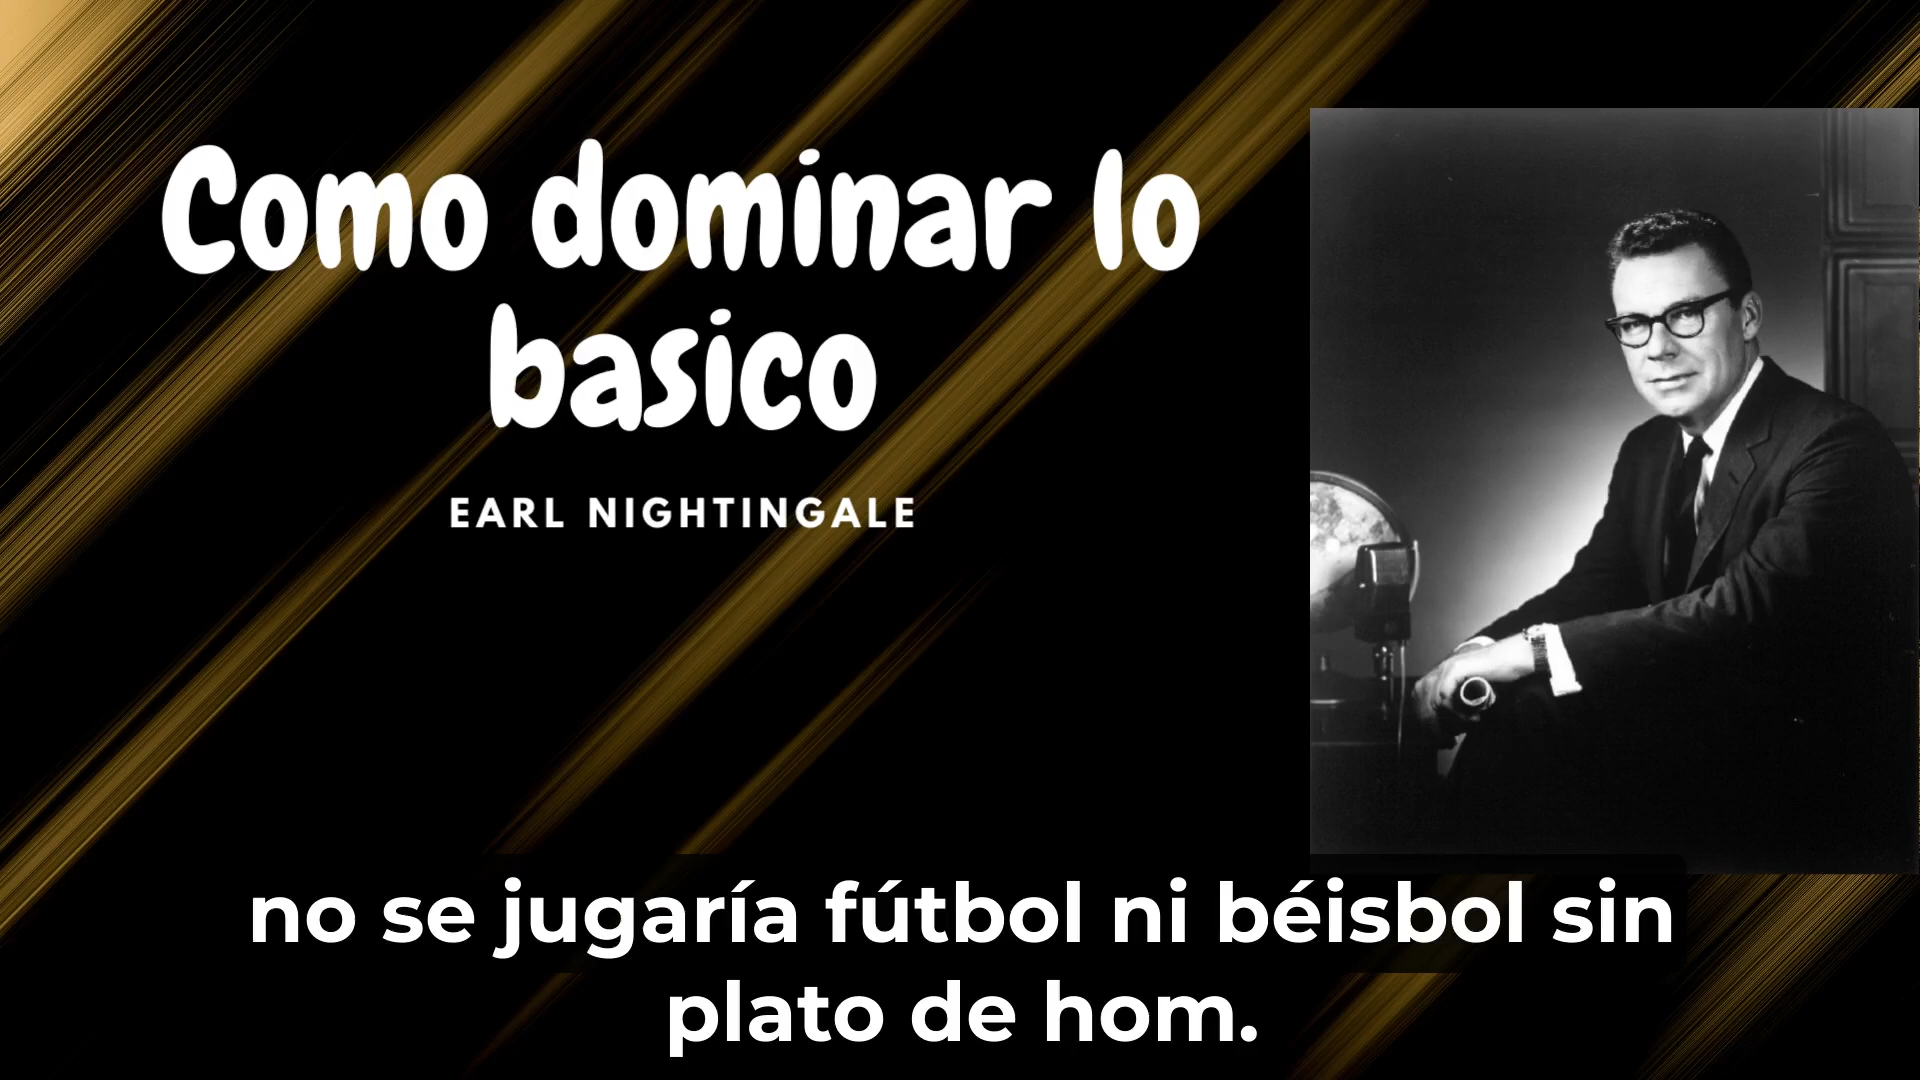 Como dominar lo
basico
EARL NIGHTINGALE
no se jugaría fútbol ni béisbol sin
plato de hom.